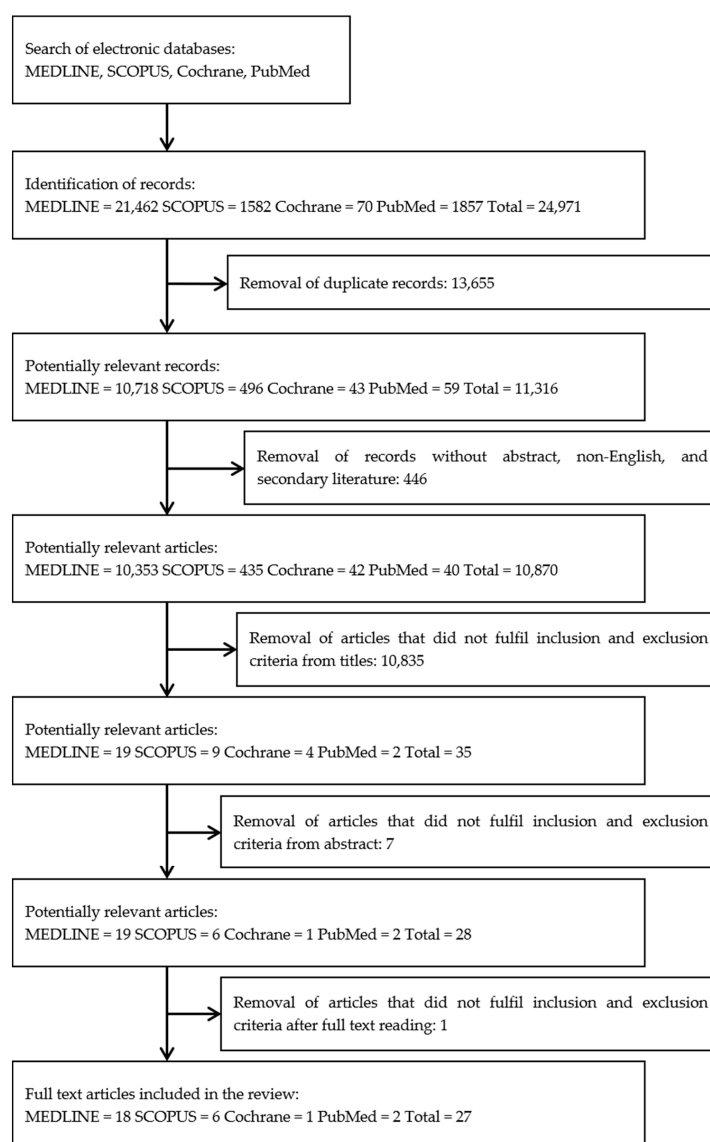 Search of electronic databases:
MEDLINE, SCOPUS, Cochrane, PubMed
Identification of records:
MEDLINE = 21,462 SCOPUS = 1582 Cochrane = 70 PubMed = 1857 Total = 24,971
Removal of duplicate records: 13,655
Potentially relevant records:
MEDLINE = 10,718 SCOPUS = 496 Cochrane = 43 PubMed = 59 Total = 11,316
Removal of records without abstract, non-English, and
secondary literature: 446
Potentially relevant articles:
MEDLINE = 10,353 SCOPUS = 435 Cochrane = 42 PubMed = 40 Total = 10,870
Removal of articles that did not fulfil inclusion and exclusion
criteria from titles: 10,835
Potentially relevant articles:
MEDLINE = 19 SCOPUS = 9 Cochrane = 4 PubMed = 2 Total = 35
Removal of articles that did not fulfil inclusion and exclusion
criteria from abstract: 7
Potentially relevant articles:
MEDLINE = 19 SCOPUS = 6 Cochrane = 1 PubMed = 2 Total = 28
Removal of articles that did not fulfil inclusion and exclusion
criteria after full text reading: 1
Full text articles included in the review:
MEDLINE = 18 SCOPUS = 6 Cochrane = 1 PubMed = 2 Total = 27